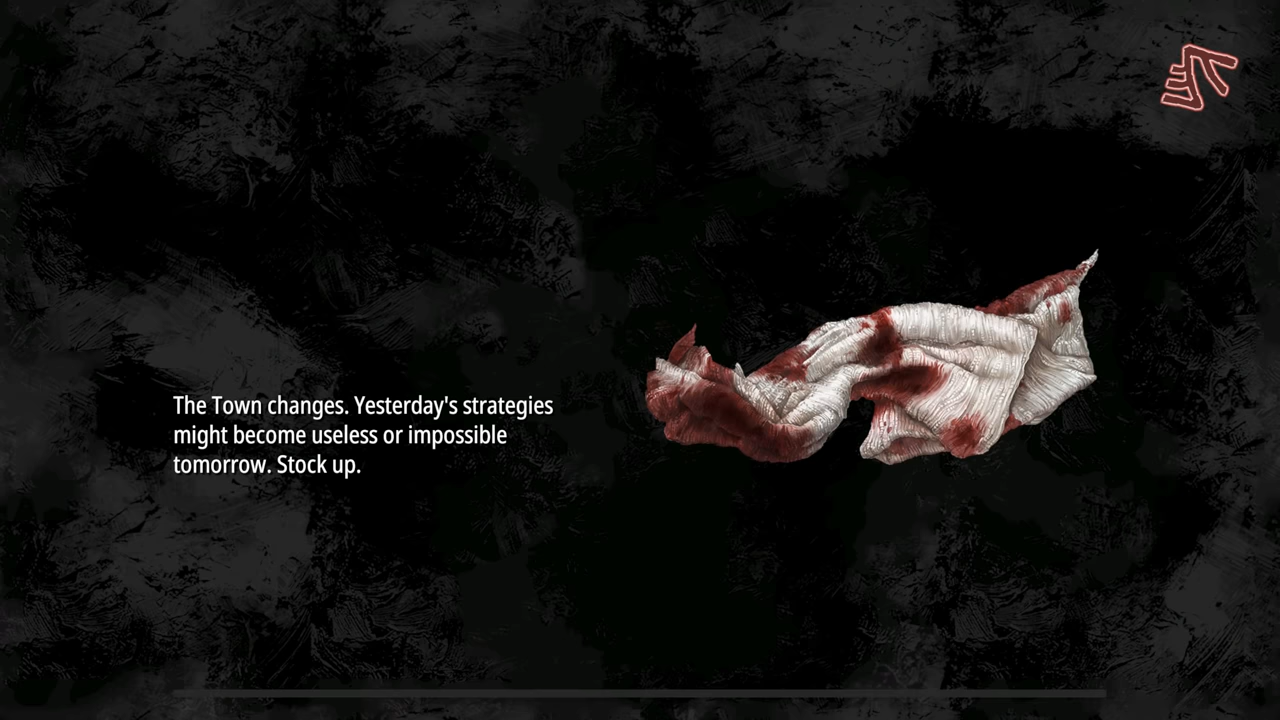 The Town changes. Yesterday's strategies
might become useless or impossible
tomorrow. Stock up.